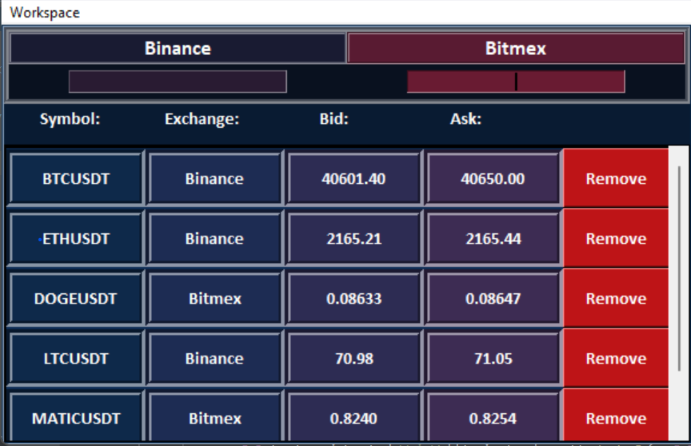 Workspace
Binance Bitmex
Symbol: Exchange: Bid: Ask:
BTCUSDT Binance 40601.40 40650.00 Remove
ETHUSDT Binance 2165.21 2165.44 Remove
DOGEUSDT Bitmex 0.08633 0.08647 Remove
LTCUSDT Binance 70.98 71.05 Remove
MATICUSDT Bitmex 0.8240 0.8254 Remove